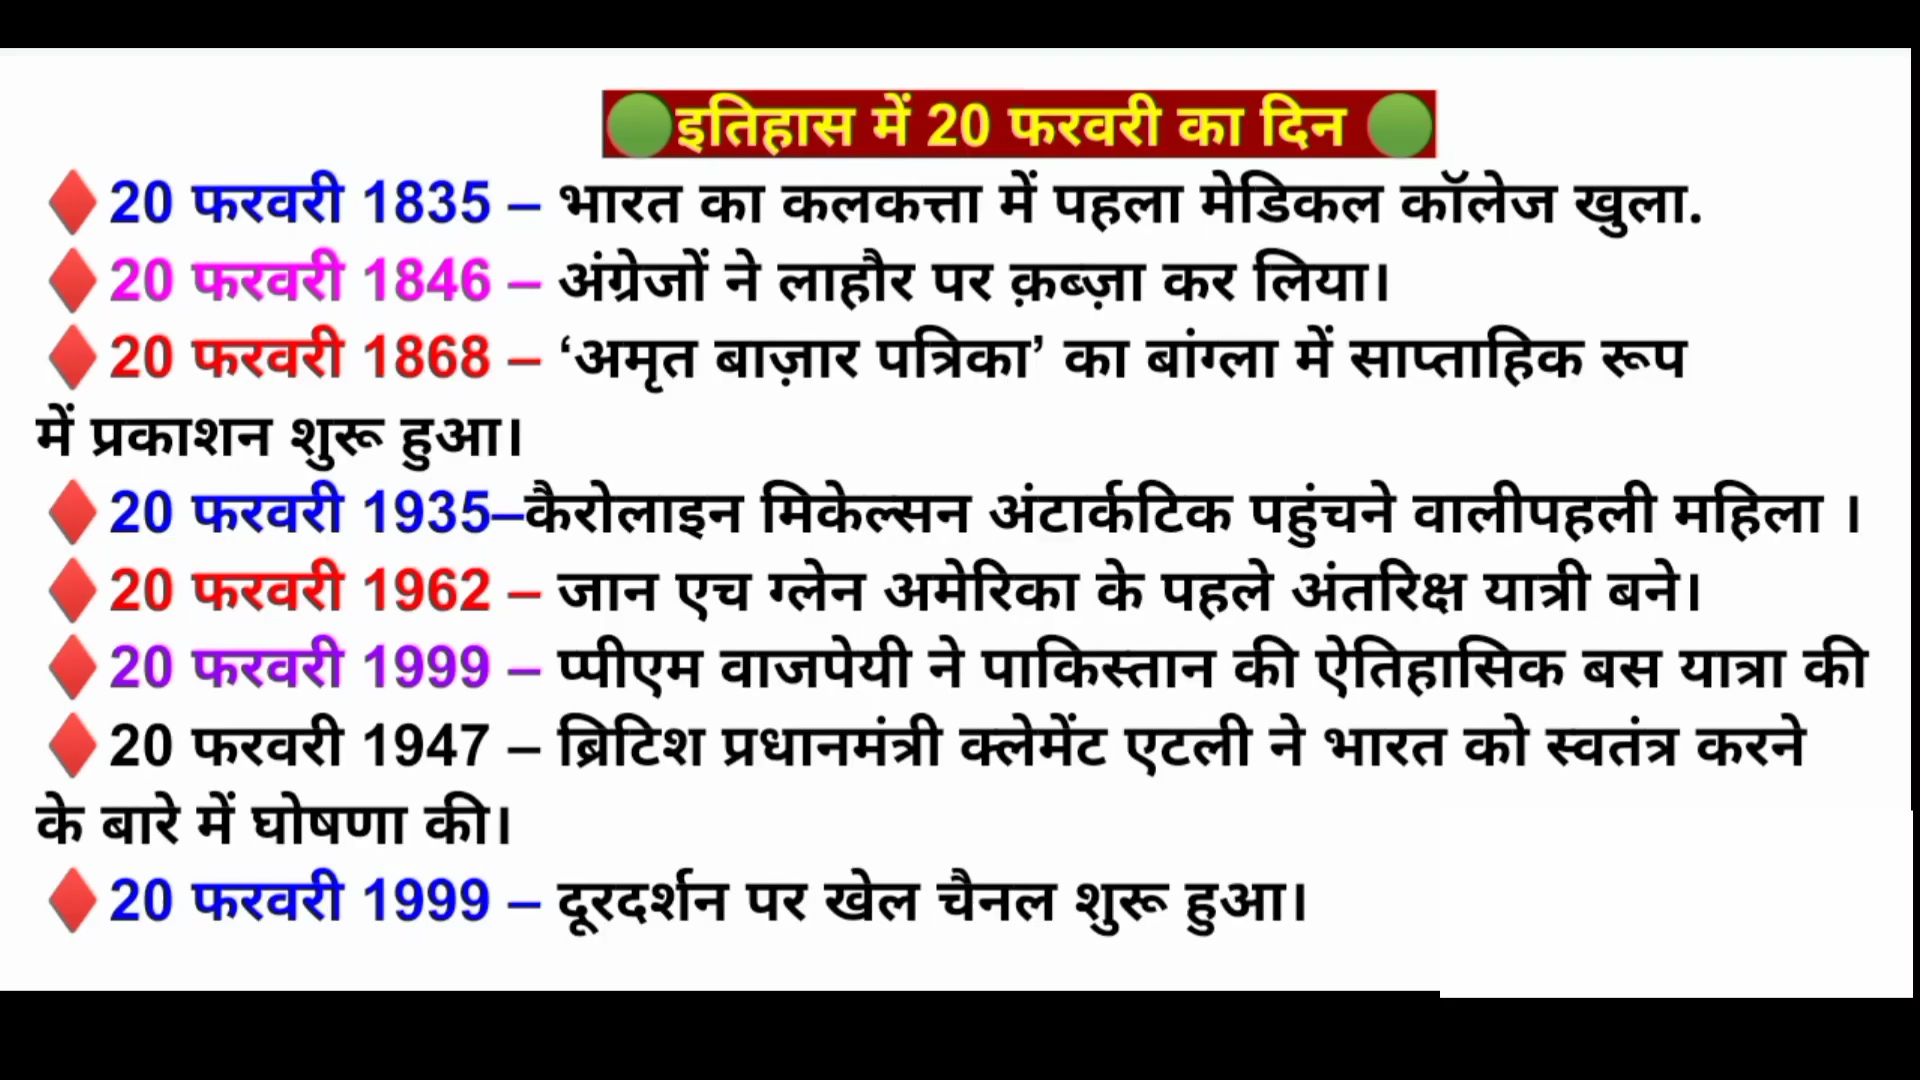 🟢इतिहास में 20 फरवरी का दिन 🟢
♦️20 फरवरी 1835 – भारत का कलकत्ता में पहला मेडिकल कॉलेज खुला.
♦️20 फरवरी 1846 – अंग्रेजों ने लाहौर पर क़ब्ज़ा कर लिया।
♦️20 फरवरी 1868 – ‘अमृत बाज़ार पत्रिका’ का बांग्ला में साप्ताहिक रूप
में प्रकाशन शुरू हुआ।
♦️20 फरवरी 1935–कैरोलाइन मिकेल्सन अंटार्कटिक पहुंचने वालीपहली महिला ।
♦️20 फरवरी 1962 – जान एच ग्लेन अमेरिका के पहले अंतरिक्ष यात्री बने।
♦️20 फरवरी 1999 – प्पीएम वाजपेयी ने पाकिस्तान की ऐतिहासिक बस यात्रा की
♦️20 फरवरी 1947 – ब्रिटिश प्रधानमंत्री क्लेमेंट एटली ने भारत को स्वतंत्र करने
के बारे में घोषणा की।
♦️20 फरवरी 1999 – दूरदर्शन पर खेल चैनल शुरू हुआ।